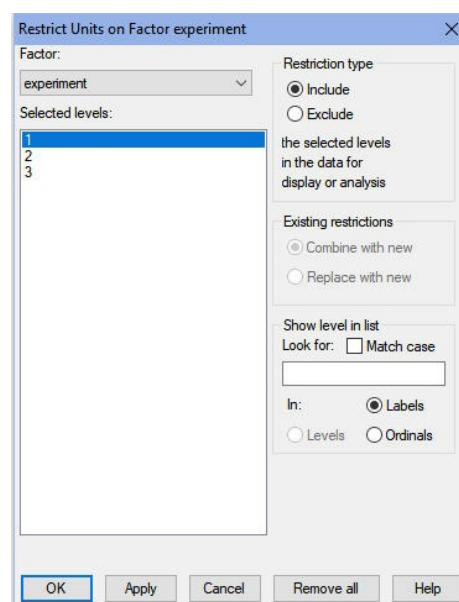 Restrict Units on Factor experiment
Factor:
experiment
Selected levels:
1
2
3
Restriction type
Include
Exclude
the selected levels
in the data for
display or analysis
Existing restrictions
Combine with new
Replace with new
Show level in list
Look for: Match case
In: Labels
Levels Ordinals
OK Apply Cancel Remove all Help